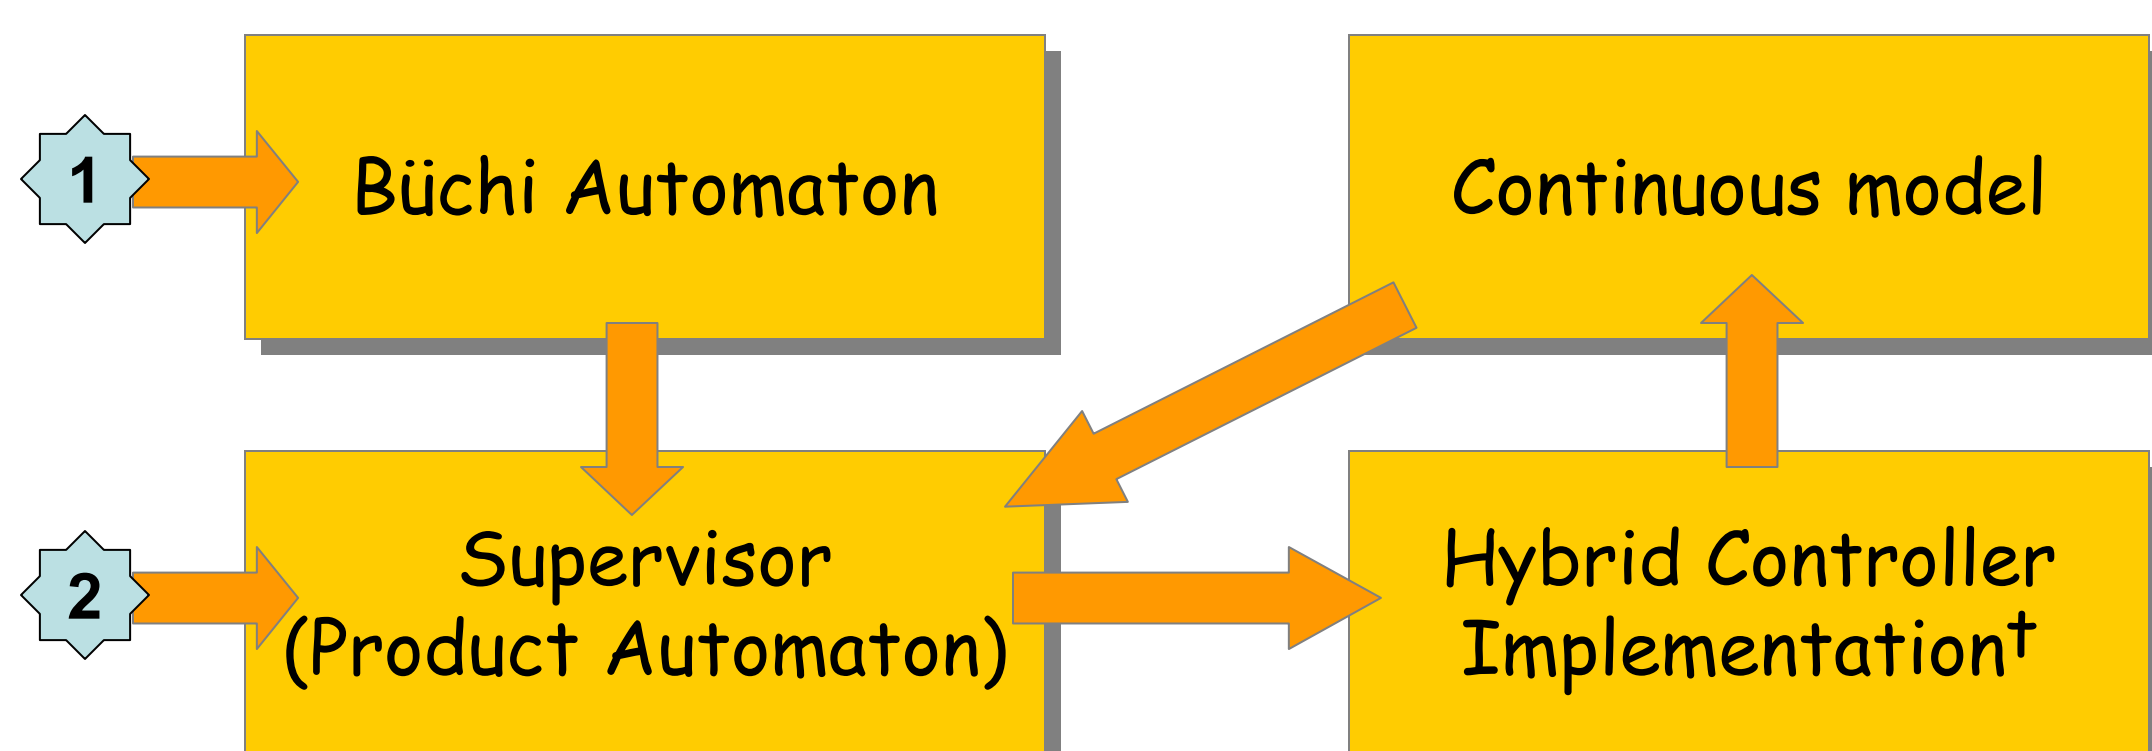 1
Büchi Automaton
Continuous model
2
Supervisor
(Product Automaton)
Hybrid Controller
Implementation†